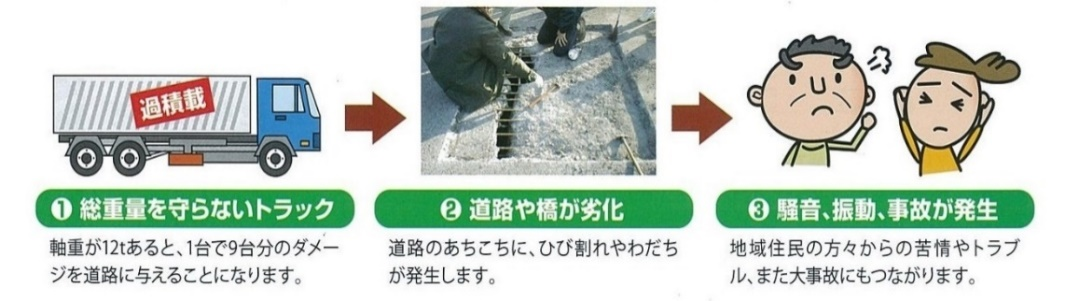 過積載
❶ 総重量を守らないトラック
軸重が12tあると、1台で9台分のダメー
ジを道路に与えることになります。
❷ 道路や橋が劣化
道路のあちこちに、ひび割れやわだち
が発生します。
❸ 騒音、振動、事故が発生
地域住民の方々からの苦情やトラブ
ル、また大事故にもつながります。